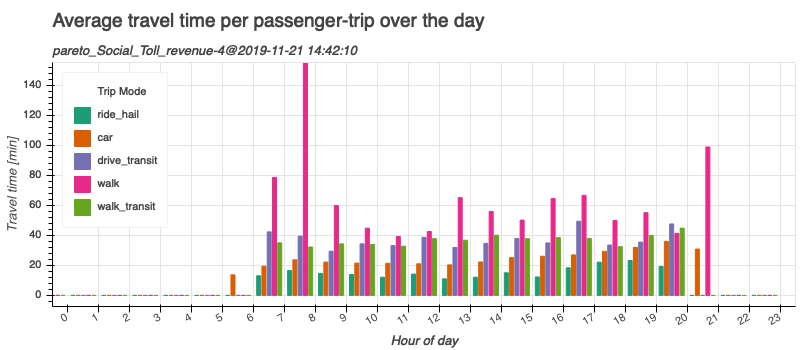 Average travel time per passenger-trip over the day
pareto_Social_Toll_revenue-4@2019-11-21 14:42:10
Travel time [min]
140
120
100
80
60
40
20
0
Trip Mode
ride_hail
car
drive_transit
walk
walk_transit
0 1 2 3 4 5 6 7 8 9 10 11 12 13 14 15 16 17 18 19 20 21 22 23
Hour of day